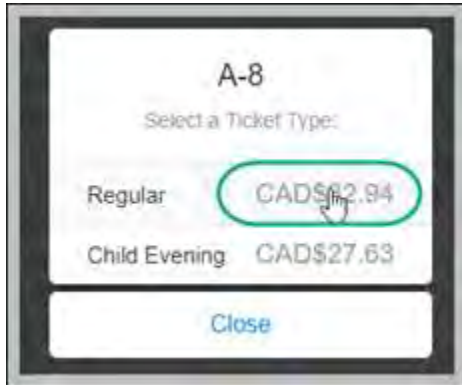 A-8
Select a Ticket Type:
Regular
Child Evening CAD$27.63
Close